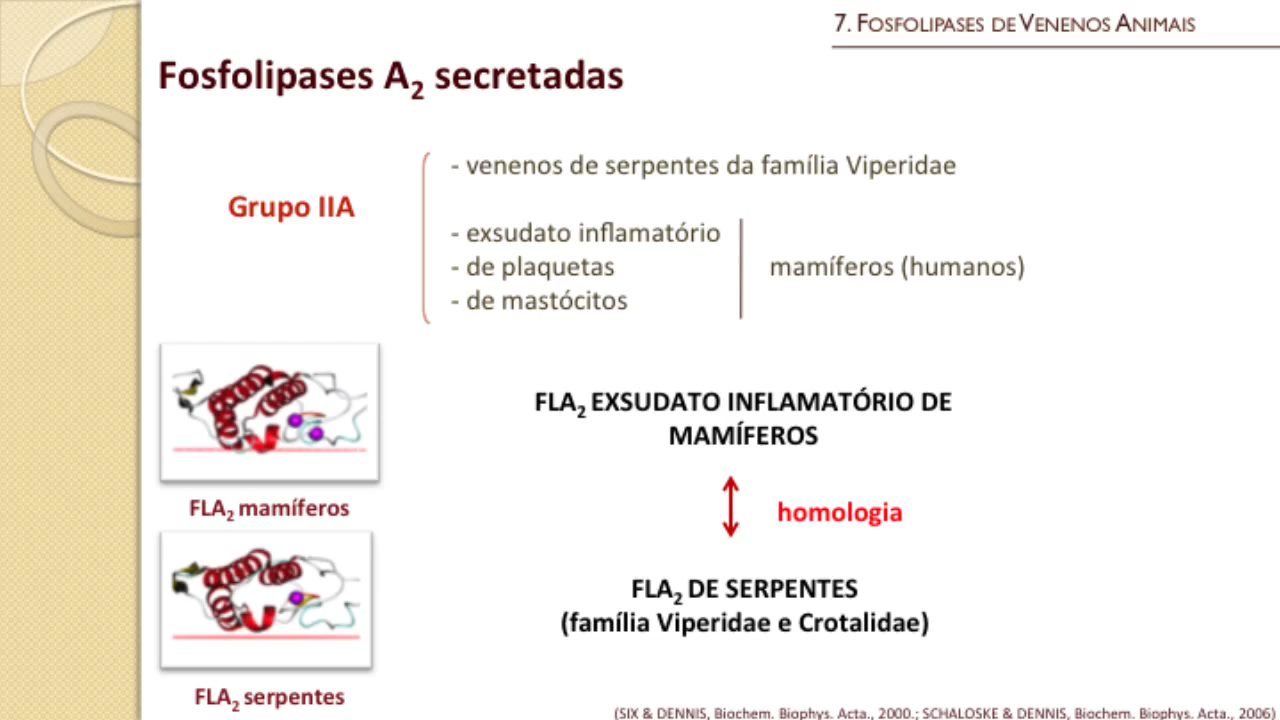 7. FOSFOLIPASES DE VENENOS ANIMAIS
Fosfolipases A2 secretadas
Grupo IIA
- venenos de serpentes da família Viperidae
- exsudato inflamatório
- de plaquetas
- de mastócitos
mamíferos (humanos)
FLA2 mamíferos
FLA2 serpentes
FLA2 EXSUDATO INFLAMATÓRIO DE
MAMÍFEROS
homologia
FLA2 DE SERPENTES
(família Viperidae e Crotalidae)
(SIX & DENNIS, Biochem. Biophys. Acta., 2000.; SCHALOSKE & DENNIS, Biochem. Biophys. Acta., 2006)